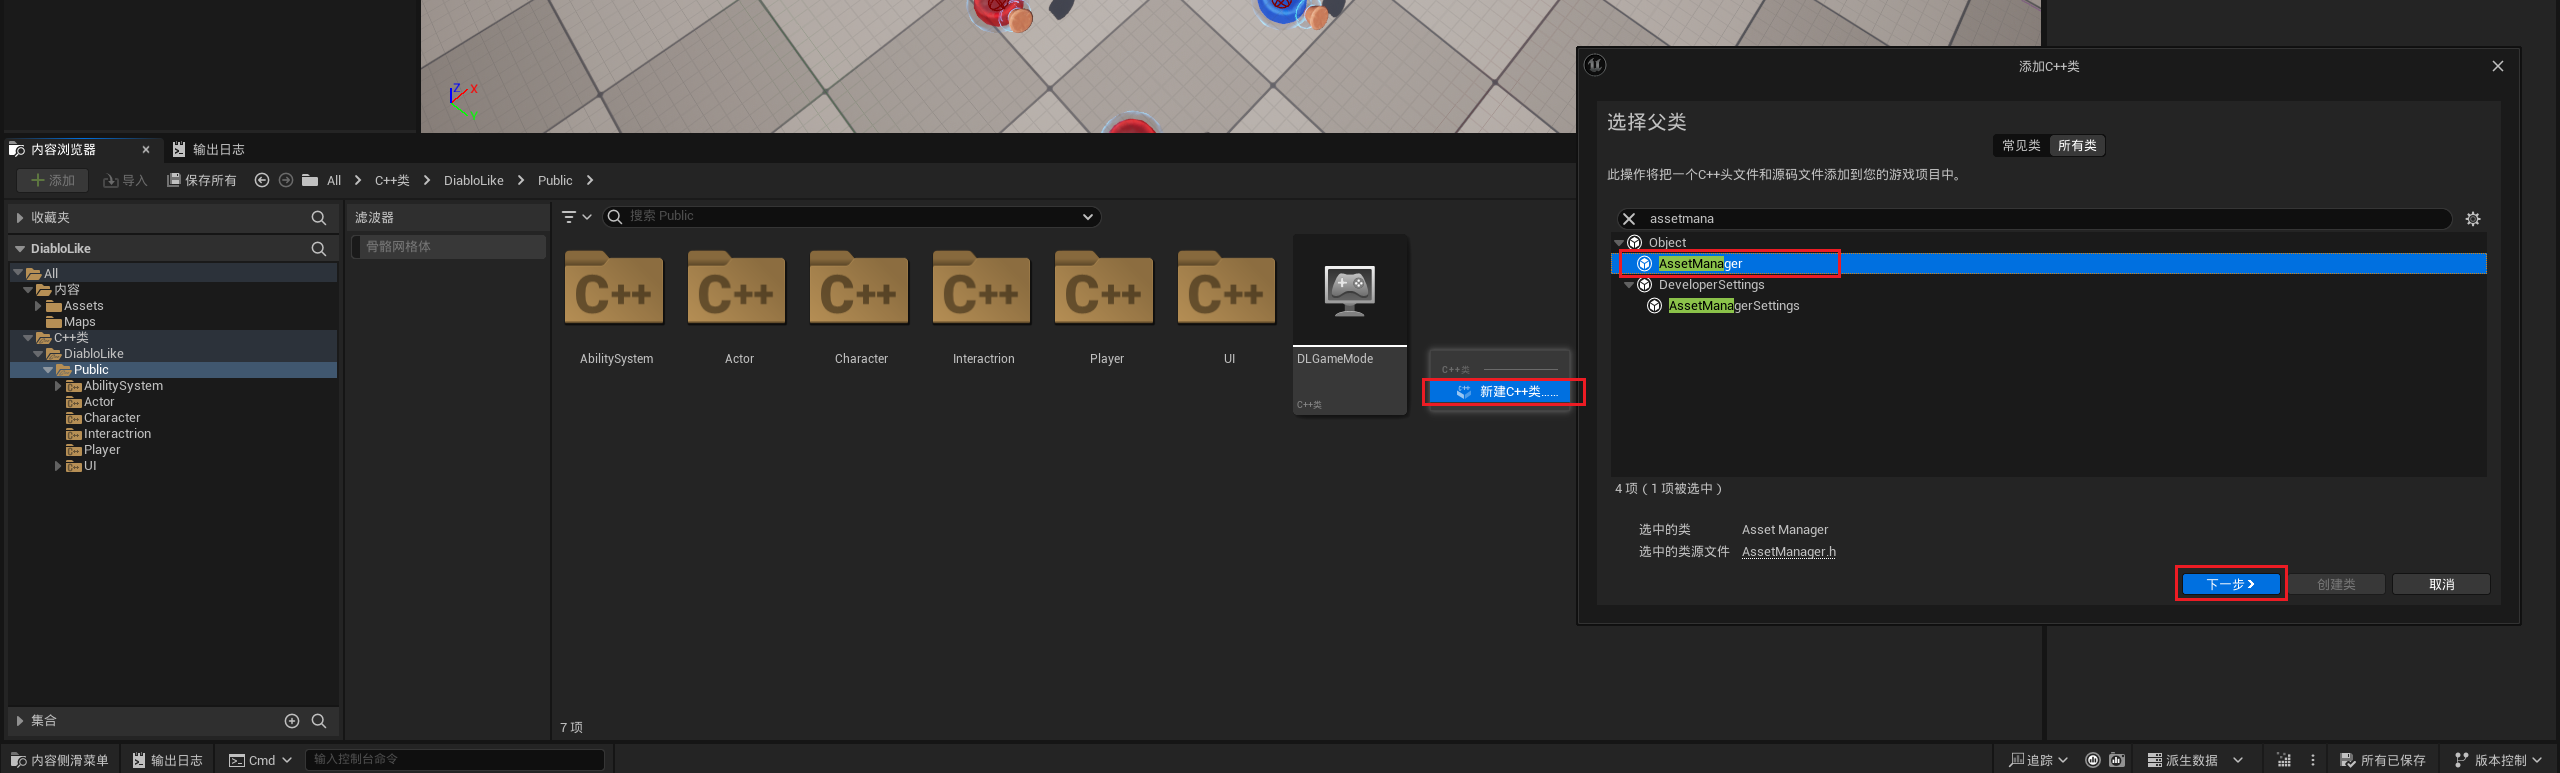 Z
X
Y
内容浏览器
输出日志
添加
导入
保存所有
All
C++类
DiabloLike
Public
收藏夹
DiabloLike
All
内容
Assets
Maps
C++类
DiabloLike
Public
AbilitySystem
Actor
Character
Interactrion
Player
UI
集合
滤波器
骨骼网格体
搜索 Public
C++
C++
C++
C++
C++
C++
AbilitySystem
Actor
Character
Interactrion
Player
UI
DLGameMode
C++类
C++类
新建C++类......
7 项
添加C++类
选择父类
常见类
所有类
此操作将把一个C++头文件和源码文件添加到您的游戏项目中。
assetmana
Object
AssetManager
DeveloperSettings
AssetManagerSettings
4 项（1 项被选中）
选中的类
Asset Manager
选中的类源文件
AssetManager.h
下一步
创建类
取消
内容侧滑菜单
输出日志
Cmd
输入控制台命令
追踪
派生数据
所有已保存
版本控制